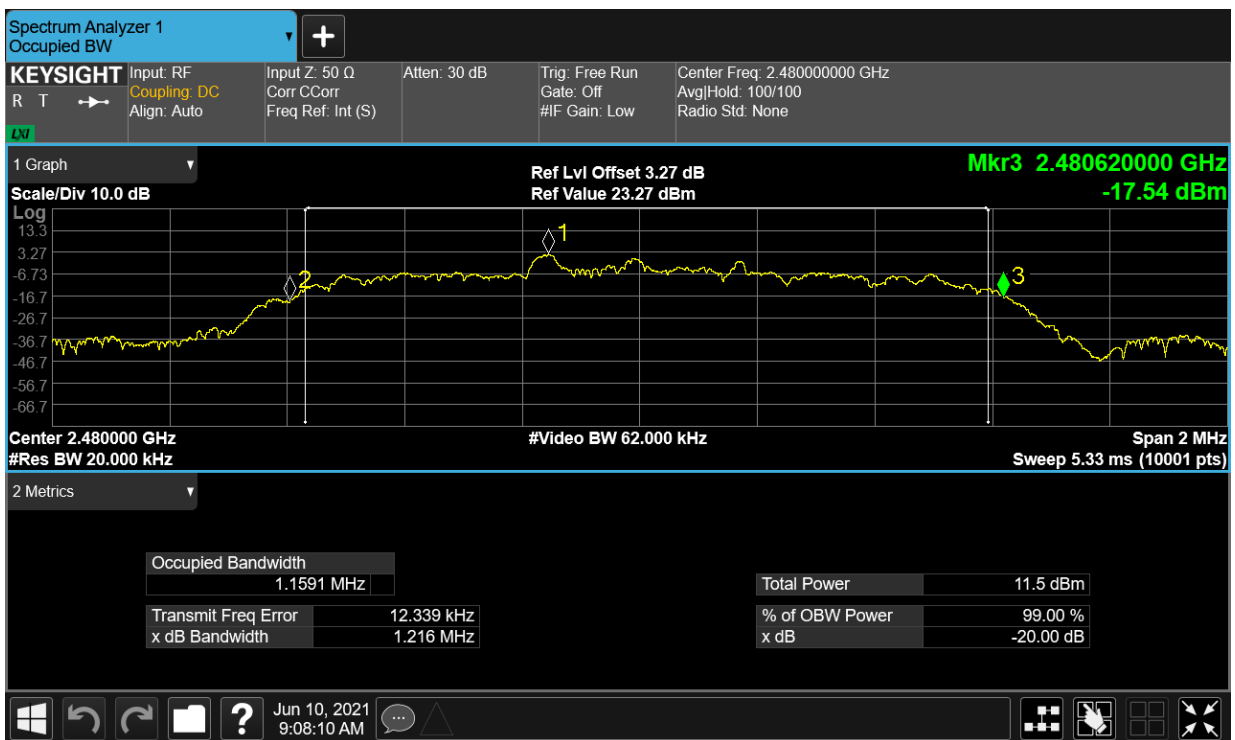 Spectrum Analyzer 1
Occupied BW
▼
+
KEYSIGHT
R T
LXI
Input: RF
Coupling: DC
Align: Auto
Input Z: 50 Ω
Corr CCorr
Freq Ref: Int (S)
Atten: 30 dB
Trig: Free Run
Gate: Off
#IF Gain: Low
Center Freq: 2.480000000 GHz
Avg|Hold: 100/100
Radio Std: None
1 Graph ▼
Scale/Div 10.0 dB
Ref Lvl Offset 3.27 dB
Ref Value 23.27 dBm
Mkr3 2.480620000 GHz
-17.54 dBm
Log
13.3
3.27
-6.73
-16.7
-26.7
-36.7
-46.7
-56.7
-66.7
1
2
3
Center 2.480000 GHz
#Res BW 20.000 kHz
#Video BW 62.000 kHz
Span 2 MHz
Sweep 5.33 ms (10001 pts)
2 Metrics ▼
Occupied Bandwidth
1.1591 MHz
Transmit Freq Error 12.339 kHz
x dB Bandwidth 1.216 MHz
Total Power 11.5 dBm
% of OBW Power 99.00 %
x dB -20.00 dB
?
Jun 10, 2021
9:08:10 AM